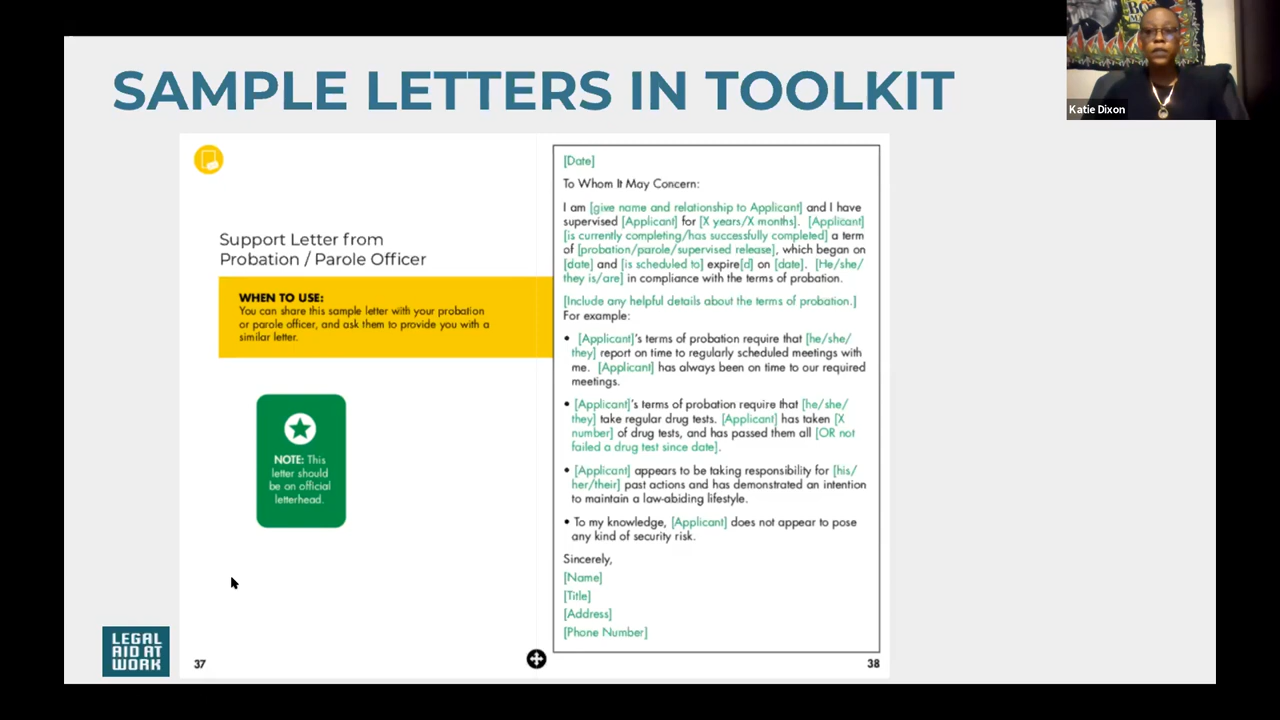 SAMPLE LETTERS IN TOOLKIT
Katie Dixon
Support Letter from
Probation / Parole Officer
WHEN TO USE:
You can share this sample letter with your probation
or parole officer, and ask them to provide you with a
similar letter.
NOTE: This
letter should
be on official
letterhead.
37
[Date]
To Whom It May Concern:
I am [give name and relationship to Applicant] and I have
supervised [Applicant] for [X years/X months]. [Applicant]
[is currently completing/has successfully completed] a term
of [probation/parole/supervised release], which began on
[date] and [is scheduled to] expire[d] on [date]. [He/she/
they is/are] in compliance with the terms of probation.
[Include any helpful details about the terms of probation.]
For example:
• [Applicant]'s terms of probation require that [he/she/
they] report on time to regularly scheduled meetings with
me. [Applicant] has always been on time to our required
meetings.
• [Applicant]'s terms of probation require that [he/she/
they] take regular drug tests. [Applicant] has taken [X
number] of drug tests, and has passed them all [OR not
failed a drug test since date].
• [Applicant] appears to be taking responsibility for [his/
her/their] past actions and has demonstrated an intention
to maintain a law-abiding lifestyle.
• To my knowledge, [Applicant] does not appear to pose
any kind of security risk.
Sincerely,
[Name]
[Title]
[Address]
[Phone Number]
38
LEGAL
AID AT
WORK